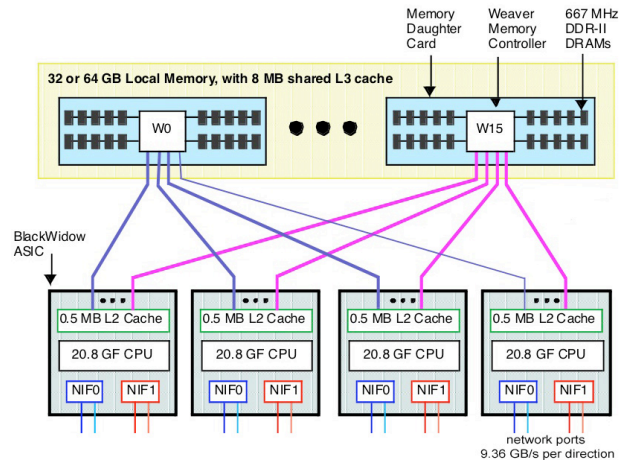 Memory
Daughter
Card
Weaver
Memory
Controller
667 MHz
DDR-II
DRAMs
32 or 64 GB Local Memory, with 8 MB shared L3 cache
W0
W15
BlackWidow
ASIC
0.5 MB L2 Cache
20.8 GF CPU
NIF0
NIF1
0.5 MB L2 Cache
20.8 GF CPU
NIF0
NIF1
0.5 MB L2 Cache
20.8 GF CPU
NIF0
NIF1
0.5 MB L2 Cache
20.8 GF CPU
NIF0
NIF1
network ports
9.36 GB/s per direction